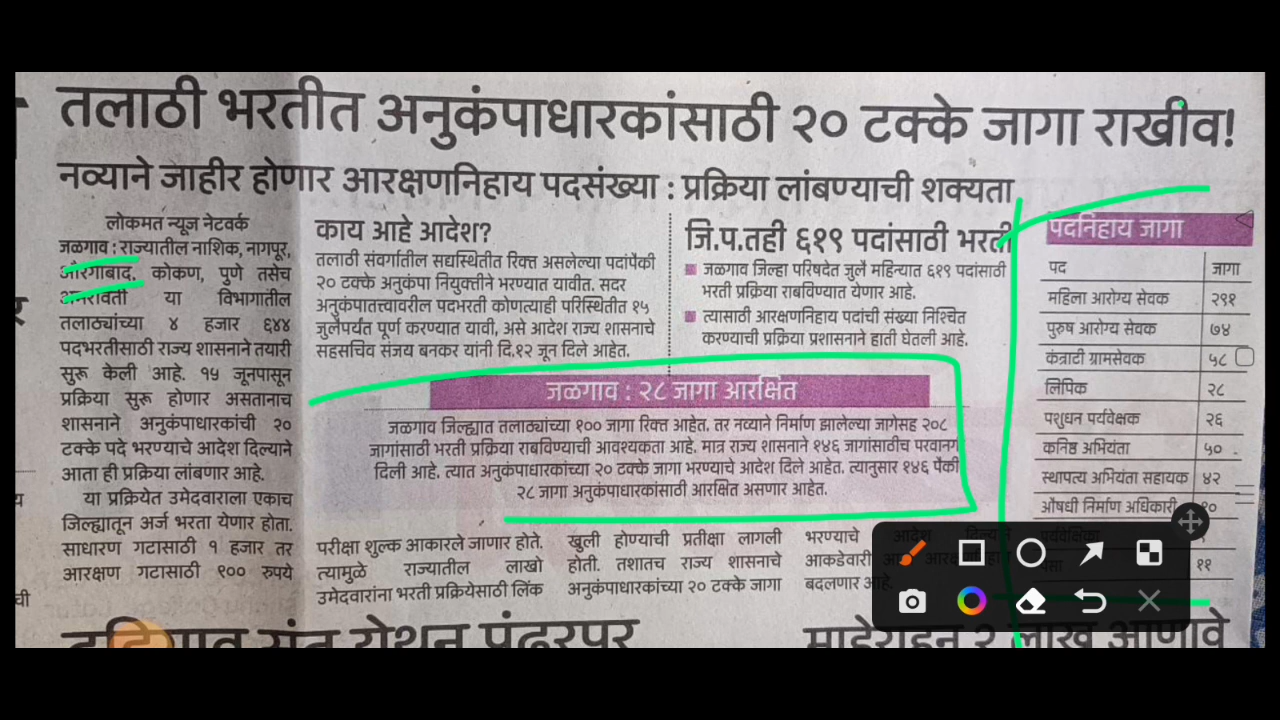 तलाठी भरतीत अनुकंपाधारकांसाठी २० टक्के जागा राखीव!
नव्याने जाहीर होणार आरक्षणनिहाय पदसंख्या : प्रक्रिया लांबण्याची शक्यता
लोकमत न्यूज नेटवर्क
जळगाव : राज्यातील नाशिक, नागपूर,
औरंगाबाद, कोकण, पुणे तसेच
अमरावती या विभागातील
तलाठ्यांच्या ४ हजार ६४४
पदभरतीसाठी राज्य शासनाने तयारी
सुरू केली आहे. १५ जूनपासून
प्रक्रिया सुरू होणार असतानाच
शासनाने अनुकंपाधारकांची २०
टक्के पदे भरण्याचे आदेश दिल्याने
आता ही प्रक्रिया लांबणार आहे.
या प्रक्रियेत उमेदवाराला एकाच
जिल्ह्यातून अर्ज भरता येणार होता.
साधारण गटासाठी १ हजार तर
आरक्षण गटासाठी ९०० रुपये
काय आहे आदेश?
तलाठी संवर्गातील सद्यस्थितीत रिक्त असलेल्या पदांपैकी
२० टक्के अनुकंपा नियुक्तीने भरण्यात यावीत. सदर
अनुकंपातत्त्वावरील पदभरती कोणत्याही परिस्थितीत १५
जुलैपर्यंत पूर्ण करण्यात यावी, असे आदेश राज्य शासनाचे
सहसचिव संजय बनकर यांनी दि.१२ जून दिले आहेत.
जि.प.तही ६१९ पदांसाठी भरती
जळगाव जिल्हा परिषदेत जुलै महिन्यात ६१९ पदांसाठी
भरती प्रक्रिया राबविण्यात येणार आहे.
त्यासाठी आरक्षणनिहाय पदांची संख्या निश्चित
करण्याची प्रक्रिया प्रशासनाने हाती घेतली आहे.
जळगाव : २८ जागा आरक्षित
जळगाव जिल्ह्यात तलाठ्यांच्या १०० जागा रिक्त आहेत. तर नव्याने निर्माण झालेल्या जागेसह २०८
जागांसाठी भरती प्रक्रिया राबविण्याची आवश्यकता आहे. मात्र राज्य शासनाने १४६ जागांसाठीच परवानगी
दिली आहे. त्यात अनुकंपाधारकांच्या २० टक्के जागा भरण्याचे आदेश दिले आहेत. त्यानुसार १४६ पैकी
२८ जागा अनुकंपाधारकांसाठी आरक्षित असणार आहेत.
परीक्षा शुल्क आकारले जाणार होते.
त्यामुळे राज्यातील लाखो
उमेदवारांना भरती प्रक्रियेसाठी लिंक
खुली होण्याची प्रतीक्षा लागली
होती. तशातच राज्य शासनाचे
अनुकंपाधारकांच्या २० टक्के जागा
भरण्याचे आदेश दिल्याने
आकडेवारी
बदलणार आहे.
पदनिहाय जागा
पद जागा
महिला आरोग्य सेवक २९१
पुरुष आरोग्य सेवक ७४
कंत्राटी ग्रामसेवक ५८
लिपिक २८
पशुधन पर्यवेक्षक २६
कनिष्ठ अभियंता ५०
स्थापत्य अभियंता सहायक ४२
औषधी निर्माण अधिकारी
पर्यवेक्षिका
११